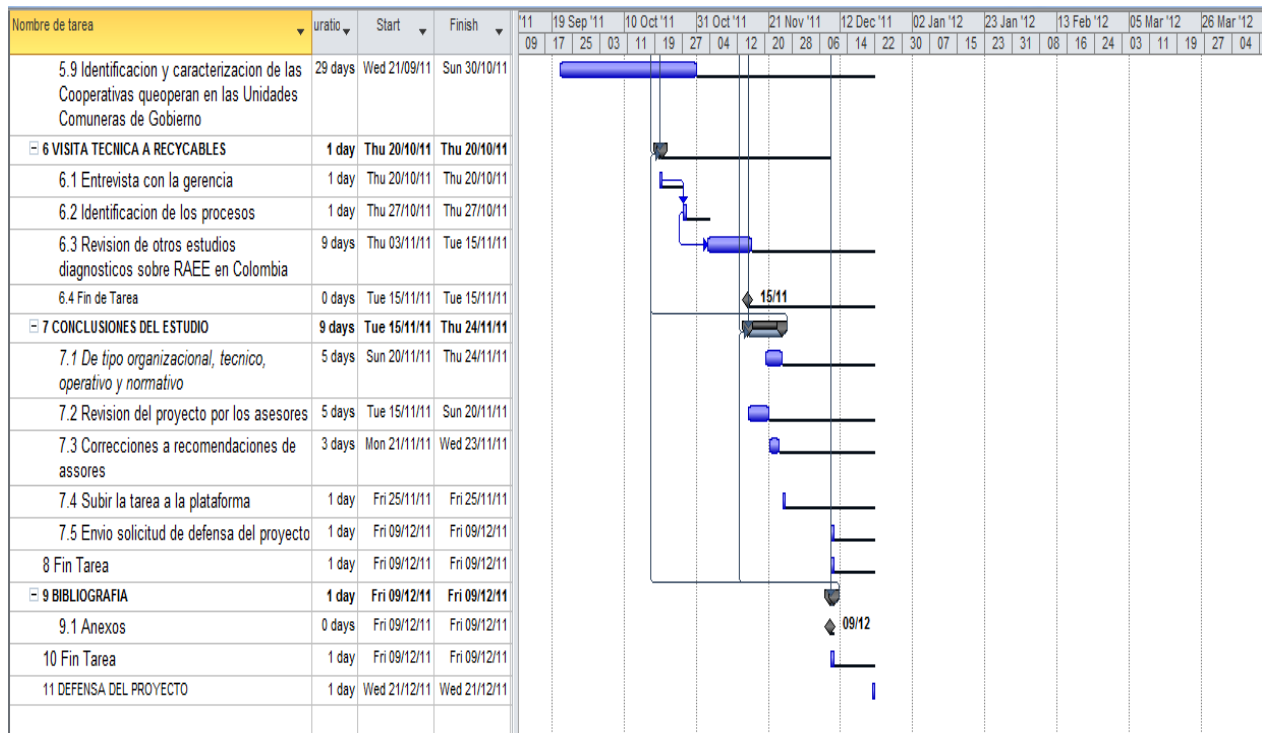 Nombre de tarea uratio Start Finish '11 19 Sep '11 10 Oct '11 31 Oct '11 21 Nov '11 12 Dec '11 02 Jan '12 23 Jan '12 13 Feb '12 05 Mar '12 26 Mar '12
09 17 25 03 11 19 27 04 12 20 28 06 14 22 30 07 15 23 31 08 16 24 03 11 19 27 04
5.9 Identificacion y caracterizacion de las 29 days Wed 21/09/11 Sun 30/10/11
Cooperativas queoperan en las Unidades
Comuneras de Gobierno
6 VISITA TECNICA A RECYCABLES 1 day Thu 20/10/11 Thu 20/10/11
6.1 Entrevista con la gerencia 1 day Thu 20/10/11 Thu 20/10/11
6.2 Identificacion de los procesos 1 day Thu 27/10/11 Thu 27/10/11
6.3 Revision de otros estudios 9 days Thu 03/11/11 Tue 15/11/11
diagnosticos sobre RAEE en Colombia
6.4 Fin de Tarea 0 days Tue 15/11/11 Tue 15/11/11 15/11
7 CONCLUSIONES DEL ESTUDIO 9 days Tue 15/11/11 Thu 24/11/11
7.1 De tipo organizacional, tecnico, 5 days Sun 20/11/11 Thu 24/11/11
operativo y normativo
7.2 Revision del proyecto por los asesores 5 days Tue 15/11/11 Sun 20/11/11
7.3 Correcciones a recomendaciones de 3 days Mon 21/11/11 Wed 23/11/11
assores
7.4 Subir la tarea a la plataforma 1 day Fri 25/11/11 Fri 25/11/11
7.5 Envio solicitud de defensa del proyecto 1 day Fri 09/12/11 Fri 09/12/11
8 Fin Tarea 1 day Fri 09/12/11 Fri 09/12/11
9 BIBLIOGRAFIA 1 day Fri 09/12/11 Fri 09/12/11
9.1 Anexos 0 days Fri 09/12/11 Fri 09/12/11 09/12
10 Fin Tarea 1 day Fri 09/12/11 Fri 09/12/11
11 DEFENSA DEL PROYECTO 1 day Wed 21/12/11 Wed 21/12/11